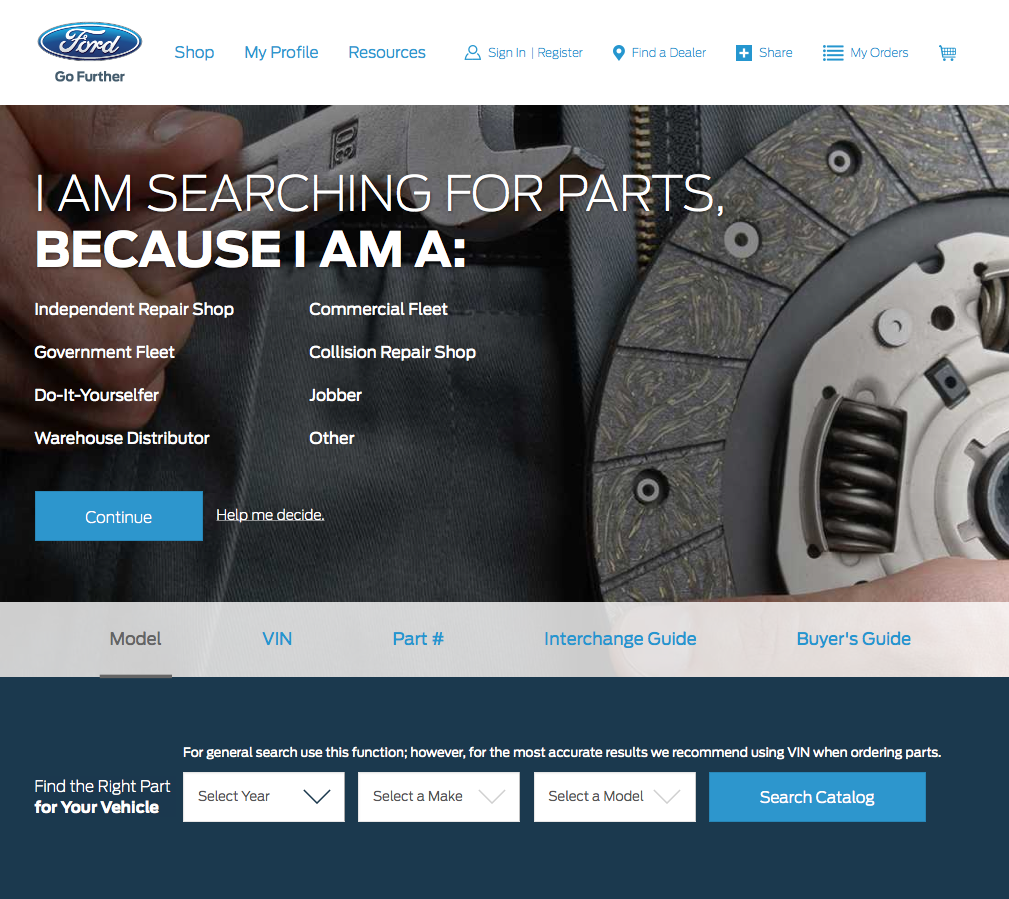 Ford
Go Further
Shop
My Profile
Resources
Sign In | Register
Find a Dealer
Share
My Orders
30
I AM SEARCHING FOR PARTS,
BECAUSE I AM A:
Independent Repair Shop
Commercial Fleet
Government Fleet
Collision Repair Shop
Do-It-Yourselfer
Jobber
Warehouse Distributor
Other
Continue
Help me decide.
Model
VIN
Part #
Interchange Guide
Buyer's Guide
For general search use this function; however, for the most accurate results we recommend using VIN when ordering parts.
Find the Right Part
for Your Vehicle
Select Year
Select a Make
Select a Model
Search Catalog